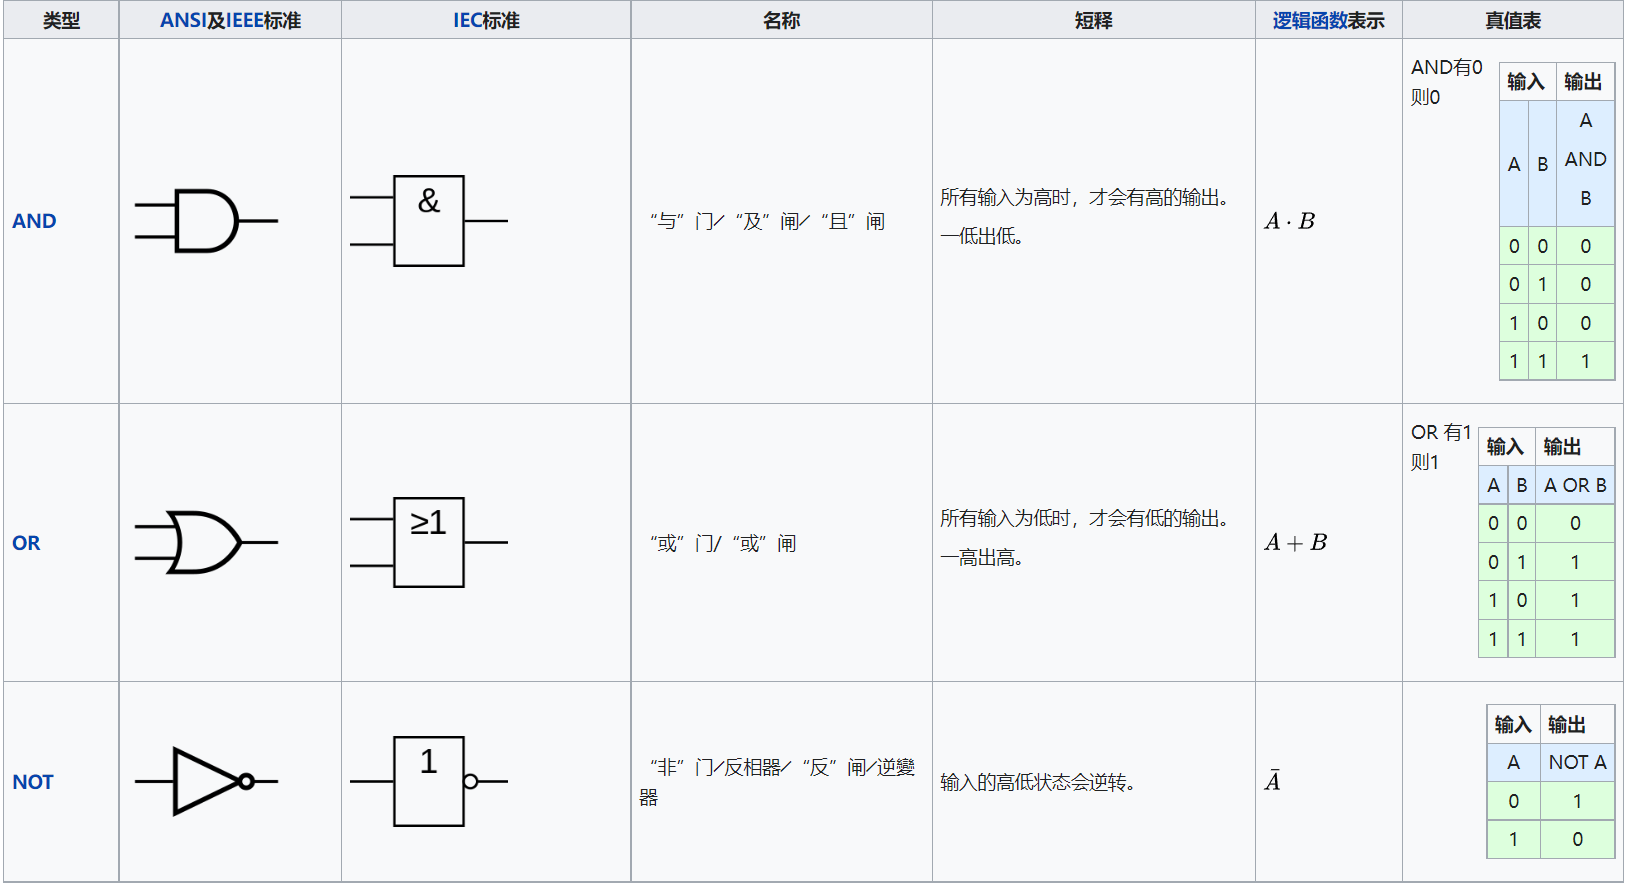 类型 ANSI及IEEE标准 IEC标准 名称 短释 逻辑函数表示 真值表
AND
&
“与”门/“及”闸/“且”闸
所有输入为高时，才会有高的输出。
一低出低。
A · B
AND有0
则0
输入 输出
A B A
AND
B
0 0 0
0 1 0
1 0 0
1 1 1
OR
≥1
“或”门/“或”闸
所有输入为低时，才会有低的输出。
一高出高。
A + B
OR 有1
则1
输入 输出
A B A OR B
0 0 0
0 1 1
1 0 1
1 1 1
NOT
1
“非”门/反相器/“反”闸/逆變
器
输入的高低状态会逆转。
Ā
输入 输出
A NOT A
0 1
1 0